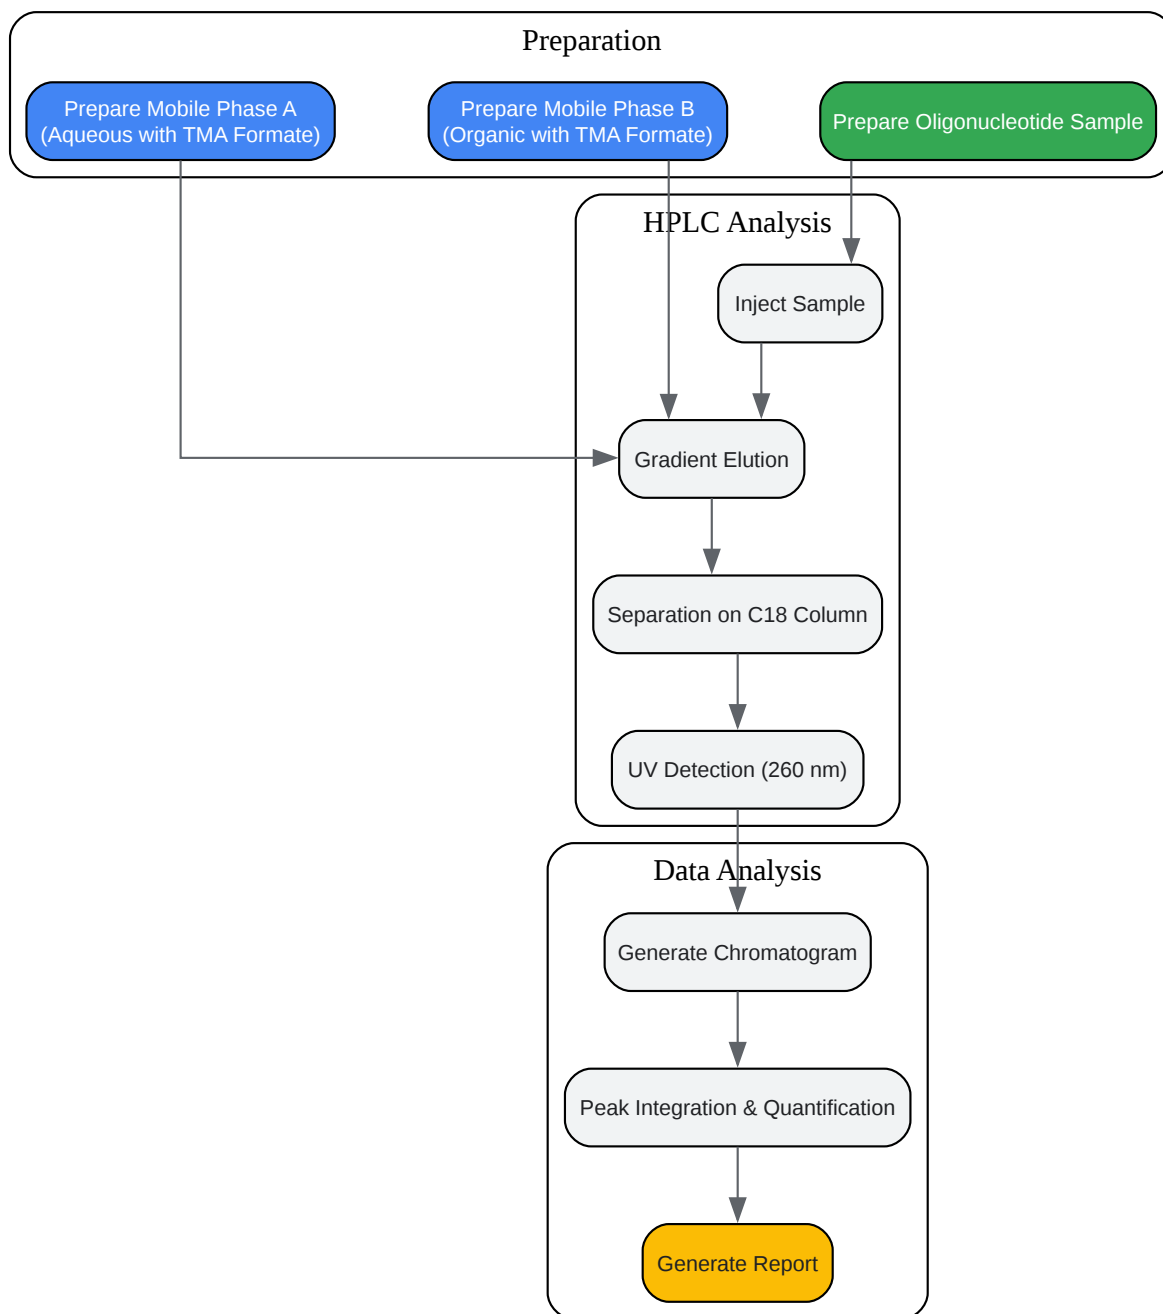 Preparation
Prepare Mobile Phase A
(Aqueous with TMA Formate)
Prepare Mobile Phase B
(Organic with TMA Formate)
Prepare Oligonucleotide Sample
HPLC Analysis
Inject Sample
Gradient Elution
Separation on C18 Column
UV Detection (260 nm)
Data Analysis
Generate Chromatogram
Peak Integration & Quantification
Generate Report